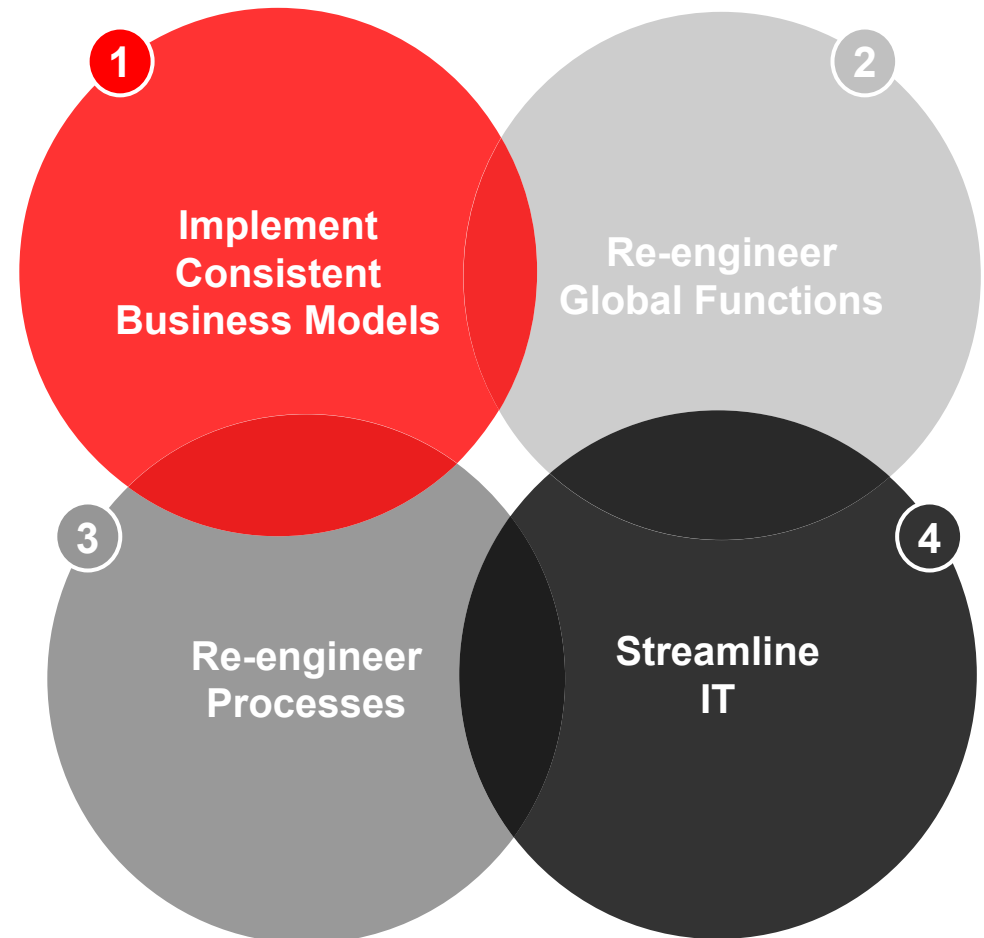 1
Implement
Consistent
Business Models
2
Re-engineer
Global Functions
3
Re-engineer
Processes
4
Streamline
IT